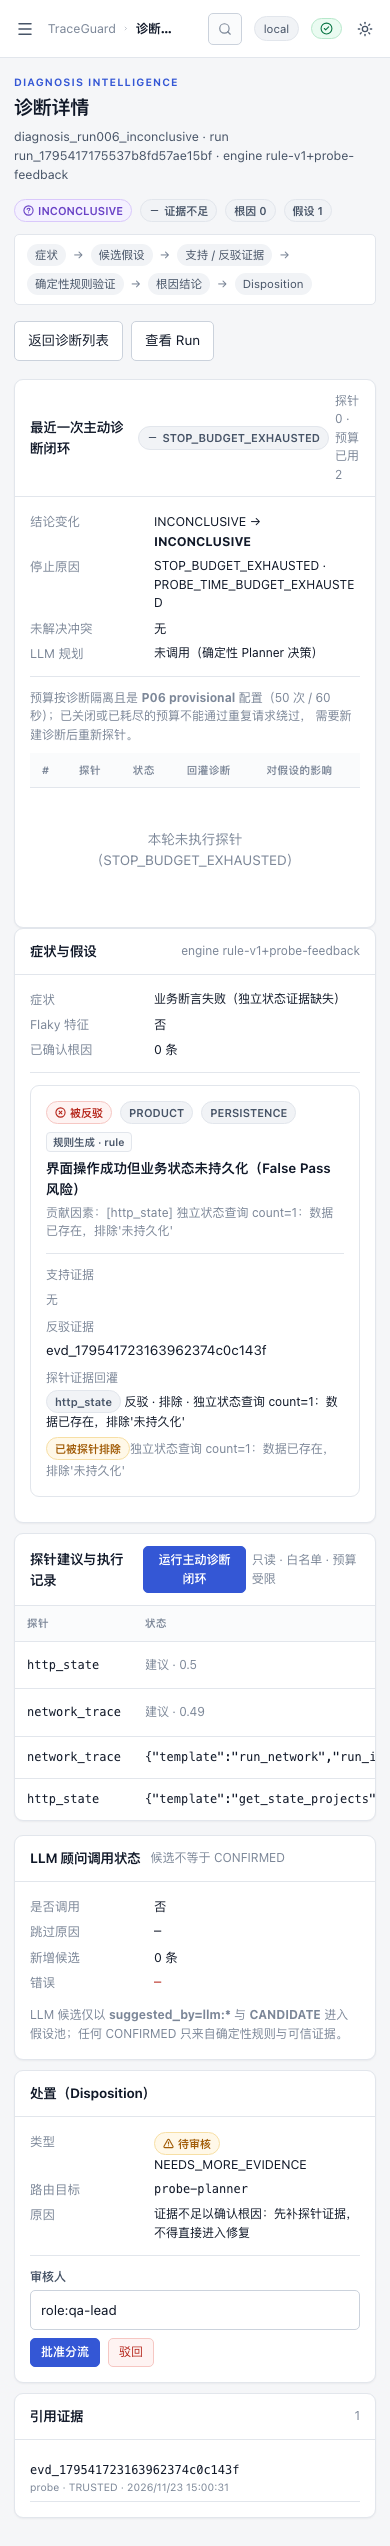 TraceGuard › 诊断... local
DIAGNOSIS INTELLIGENCE
诊断详情
diagnosis_run006_inconclusive · run
run_1795417175537b8fd57ae15bf · engine rule-v1+probe-
feedback
INCONCLUSIVE — 证据不足 根因 0 假设 1
症状 → 候选假设 → 支持 / 反驳证据 →
确定性规则验证 → 根因结论 → Disposition
返回诊断列表 查看 Run
最近一次主动诊
断闭环
— STOP_BUDGET_EXHAUSTED
探针
0 ·
预算
已用
2
结论变化 INCONCLUSIVE →
INCONCLUSIVE
停止原因 STOP_BUDGET_EXHAUSTED ·
PROBE_TIME_BUDGET_EXHAUSTE
D
未解决冲突 无
LLM 规划 未调用（确定性 Planner 决策）
预算按诊断隔离且是 P06 provisional 配置（50 次 / 60
秒）；已关闭或已耗尽的预算不能通过重复请求绕过， 需要新
建诊断后重新探针。
# 探针 状态 回灌诊断 对假设的影响
本轮未执行探针
(STOP_BUDGET_EXHAUSTED)
症状与假设 engine rule-v1+probe-feedback
症状 业务断言失败（独立状态证据缺失）
Flaky 特征 否
已确认根因 0 条
被反驳 PRODUCT PERSISTENCE
规则生成 · rule
界面操作成功但业务状态未持久化（False Pass
风险）
贡献因素：[http_state] 独立状态查询 count=1：数据
已存在，排除'未持久化'
支持证据
无
反驳证据
evd_179541723163962374c0c143f
探针证据回灌
http_state 反驳 · 排除 · 独立状态查询 count=1：数
据已存在，排除'未持久化'
已被探针排除 独立状态查询 count=1：数据已存在，
排除'未持久化'
探针建议与执行
记录
运行主动诊断
闭环
只读 · 白名单 · 预算
受限
探针 状态
http_state 建议 · 0.5
network_trace 建议 · 0.49
network_trace {"template":"run_network","run_i
http_state {"template":"get_state_projects"
LLM 顾问调用状态 候选不等于 CONFIRMED
是否调用 否
跳过原因 —
新增候选 0 条
错误 —
LLM 候选仅以 suggested_by=llm:* 与 CANDIDATE 进入
假设池；任何 CONFIRMED 只来自确定性规则与可信证据。
处置（Disposition）
类型 待审核
NEEDS_MORE_EVIDENCE
路由目标 probe-planner
原因 证据不足以确认根因：先补探针证据，
不得直接进入修复
审核人
role:qa-lead
批准分流 驳回
引用证据 1
evd_179541723163962374c0c143f
probe · TRUSTED · 2026/11/23 15:00:31